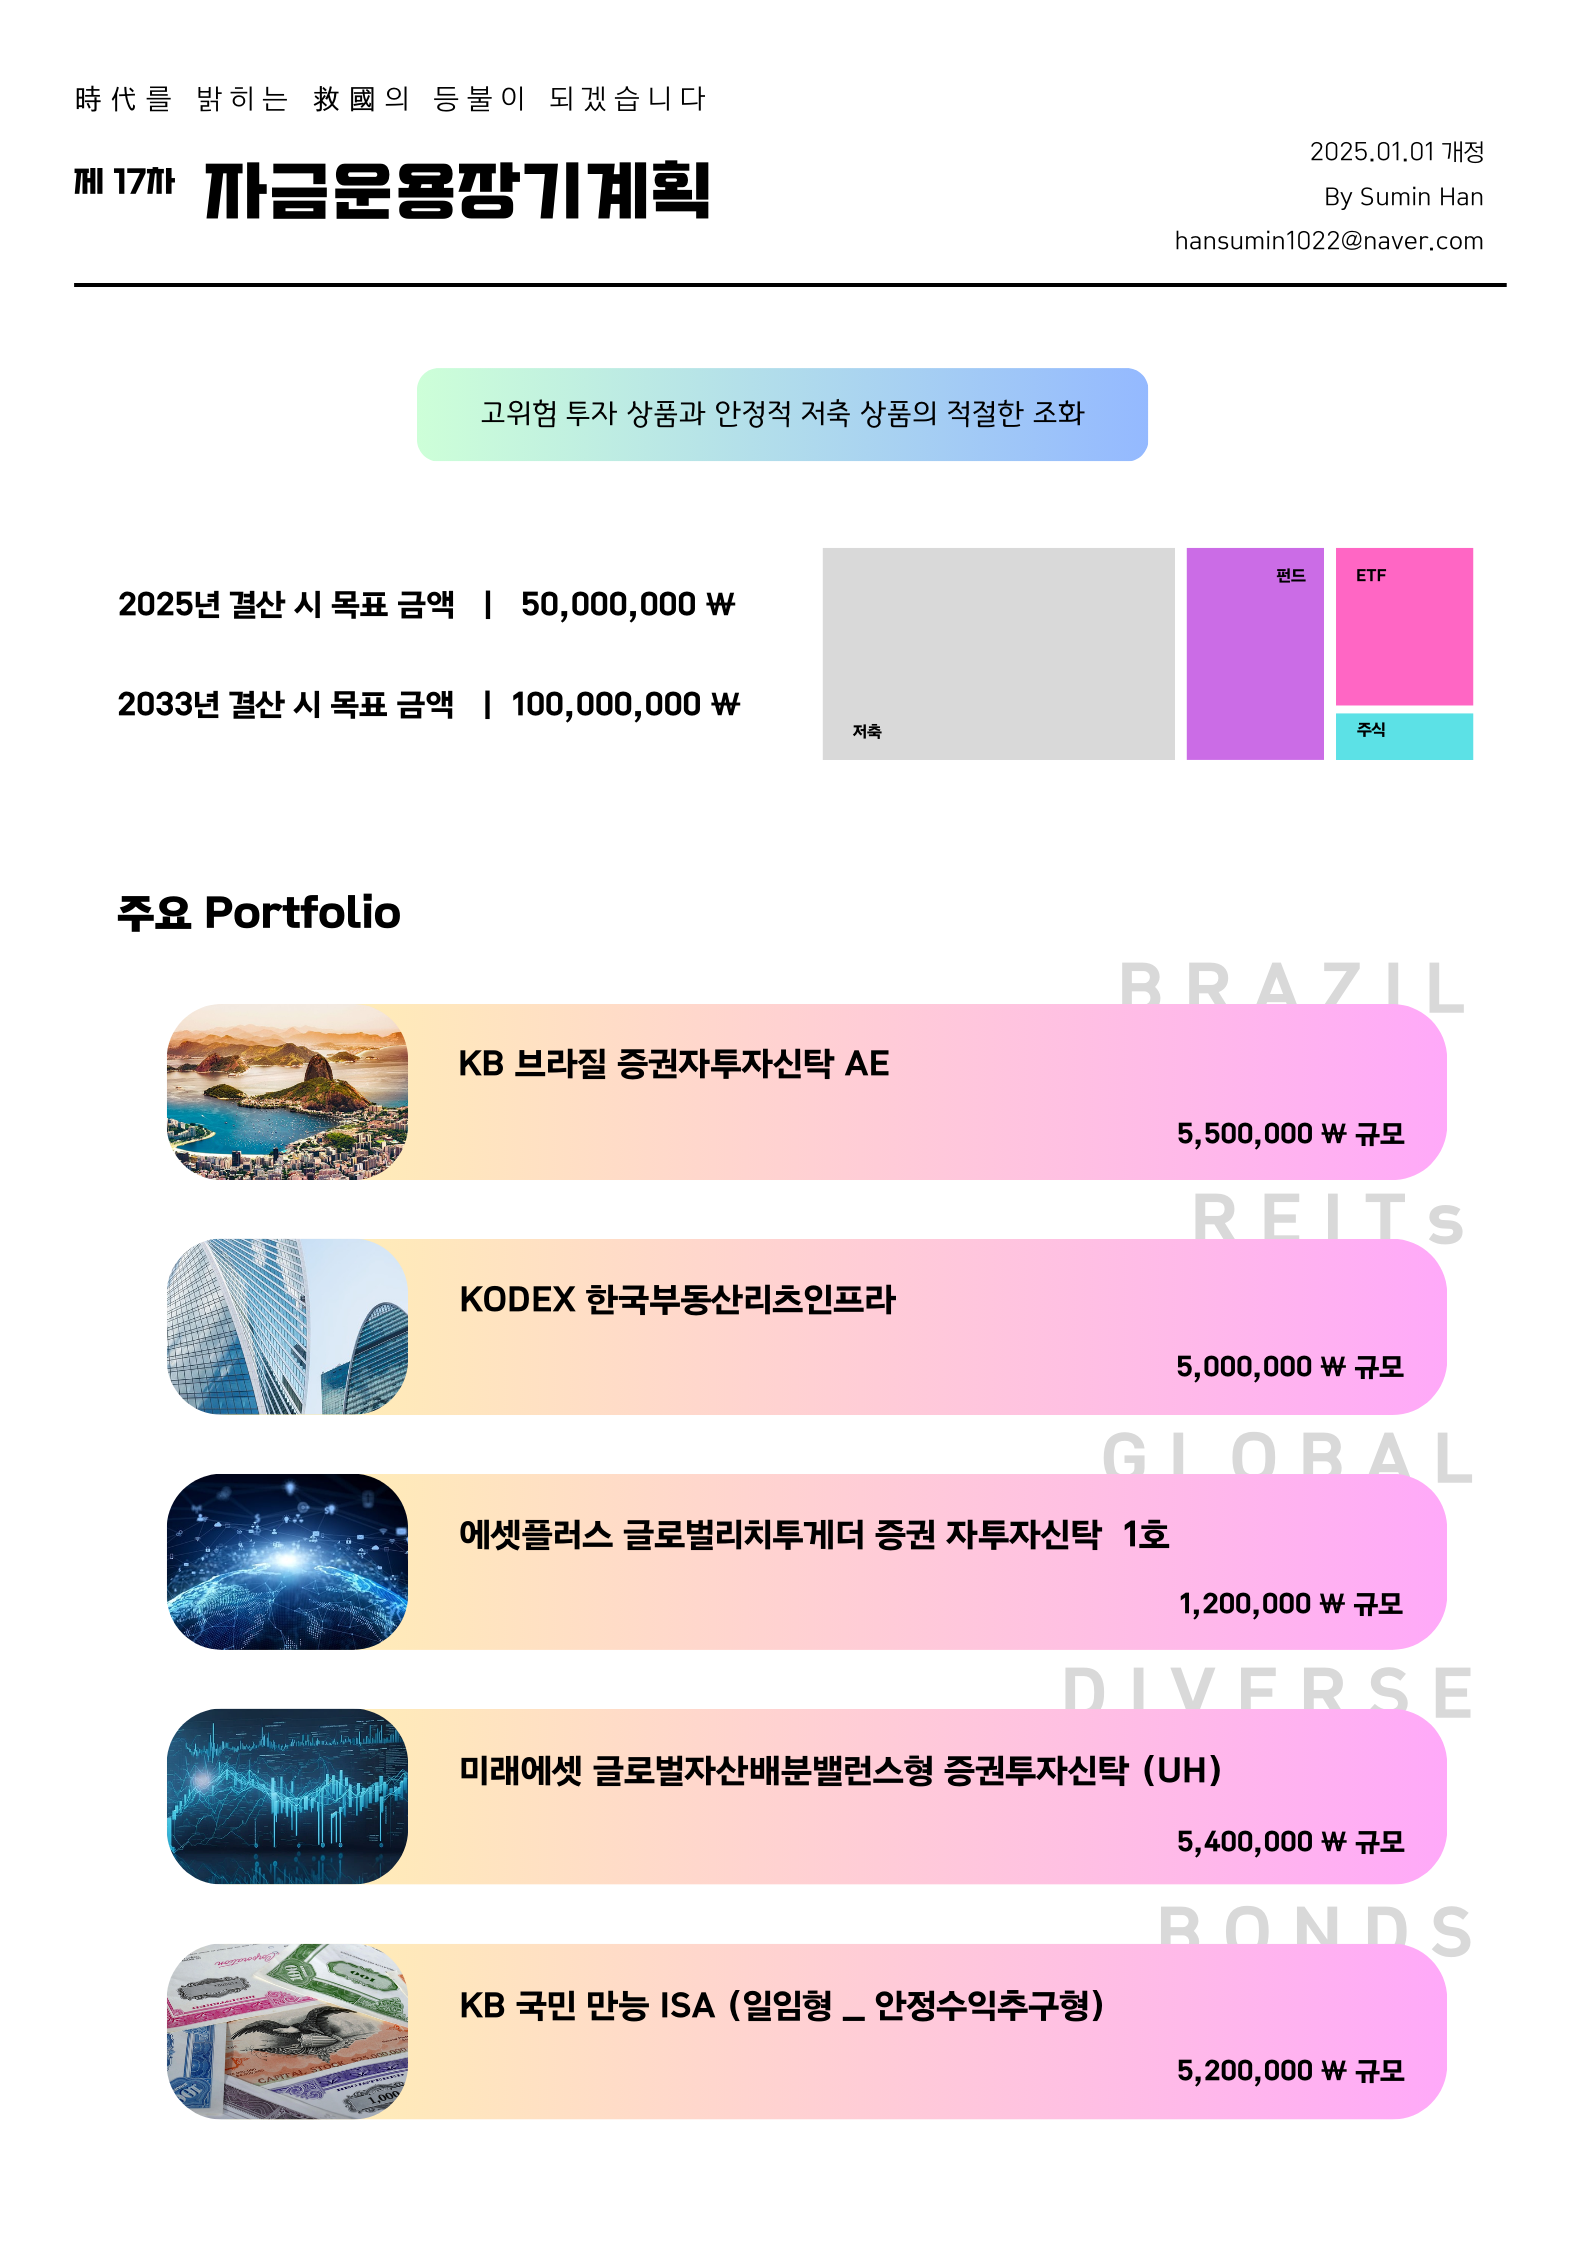 時代를 밝히는 救國의 등불이 되겠습니다
제 17차 자금운용장기계획
2025.01.01 개정
By Sumin Han
hansumin1022@naver.com
고위험 투자 상품과 안정적 저축 상품의 적절한 조화
2025년 결산 시 목표 금액 | 50,000,000 ₩
2033년 결산 시 목표 금액 | 100,000,000 ₩
저축
펀드
ETF
주식
주요 Portfolio
BRAZIL
KB 브라질 증권자투자신탁 AE
5,500,000 ₩ 규모
REITs
KODEX 한국부동산리츠인프라
5,000,000 ₩ 규모
GLOBAL
에셋플러스 글로벌리치투게더 증권 자투자신탁 1호
1,200,000 ₩ 규모
DIVERSE
미래에셋 글로벌자산배분밸런스형 증권투자신탁 (UH)
5,400,000 ₩ 규모
BONDS
KB 국민 만능 ISA (일임형 _ 안정수익추구형)
5,200,000 ₩ 규모
Corporation
CAPITAL STOCK
1,000